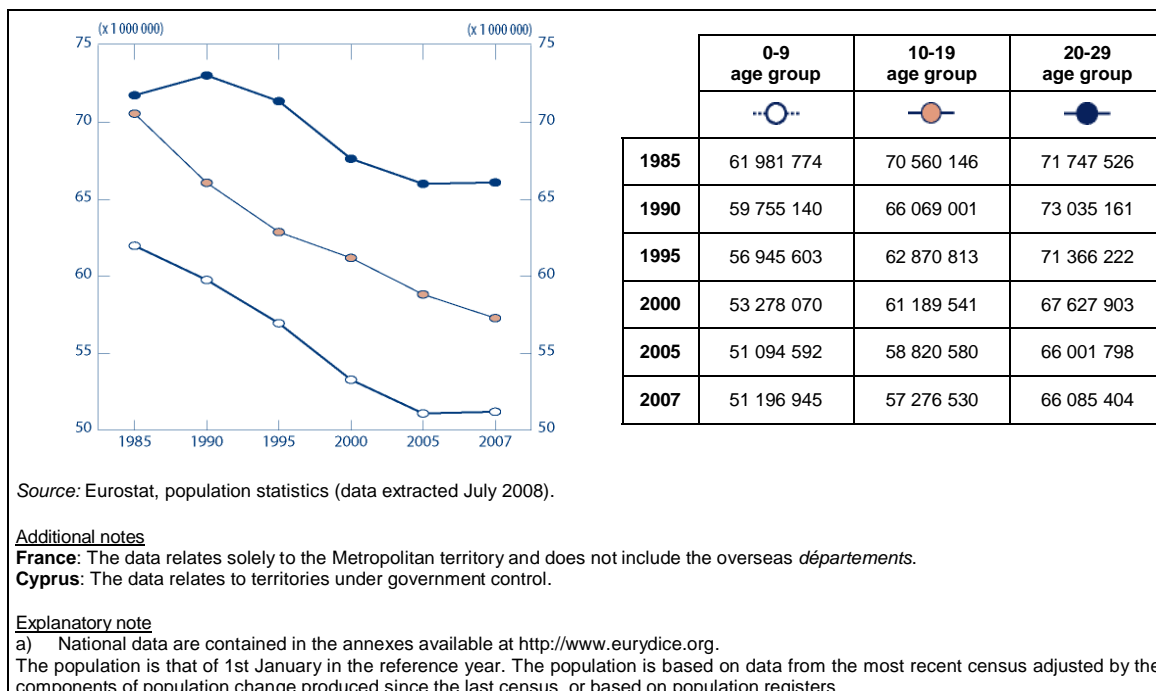 (x 1 000 000) (x 1 000 000)
75 75
70 70
65 65
60 60
55 55
50 50
1985 1990 1995 2000 2005 2007
0-9 age group 10-19 age group 20-29 age group
1985 61 981 774 70 560 146 71 747 526
1990 59 755 140 66 069 001 73 035 161
1995 56 945 603 62 870 813 71 366 222
2000 53 278 070 61 189 541 67 627 903
2005 51 094 592 58 820 580 66 001 798
2007 51 196 945 57 276 530 66 085 404
Source: Eurostat, population statistics (data extracted July 2008).
Additional notes
France: The data relates solely to the Metropolitan territory and does not include the overseas départements.
Cyprus: The data relates to territories under government control.
Explanatory note
a) National data are contained in the annexes available at http://www.eurydice.org.
The population is that of 1st January in the reference year. The population is based on data from the most recent census adjusted by the
components of population change produced since the last census, or based on population registers.